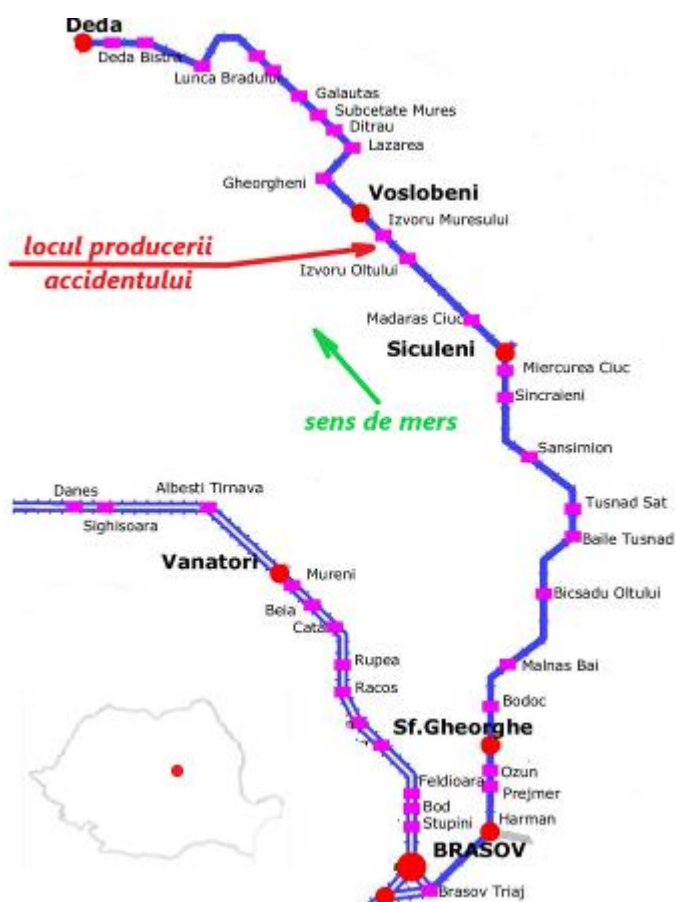 Deda
Deda Bistra
Lunca Bradului
Galautas
Subcetate Mures
Ditrau
Lazarea
Gheorgheni
Voslobeni
Izvoru Muresului
locul producerii
accidentului
Izvoru Oltului
Madaras Ciuc
Siculeni
Miercurea Ciuc
Sincraieni
sens de mers
Sansimion
Danes
Albesti Tirnava
Sighisoara
Tusnad Sat
Baile Tusnad
Vanatori
Mureni
Beia
Cata
Bicsadu Oltului
Rupea
Malnas Bai
Racos
Bodoc
Sf.Gheorghe
Ozun
Feldioara
Prejmer
Bod
Harman
Stupini
BRASOV
Brasov Triaj